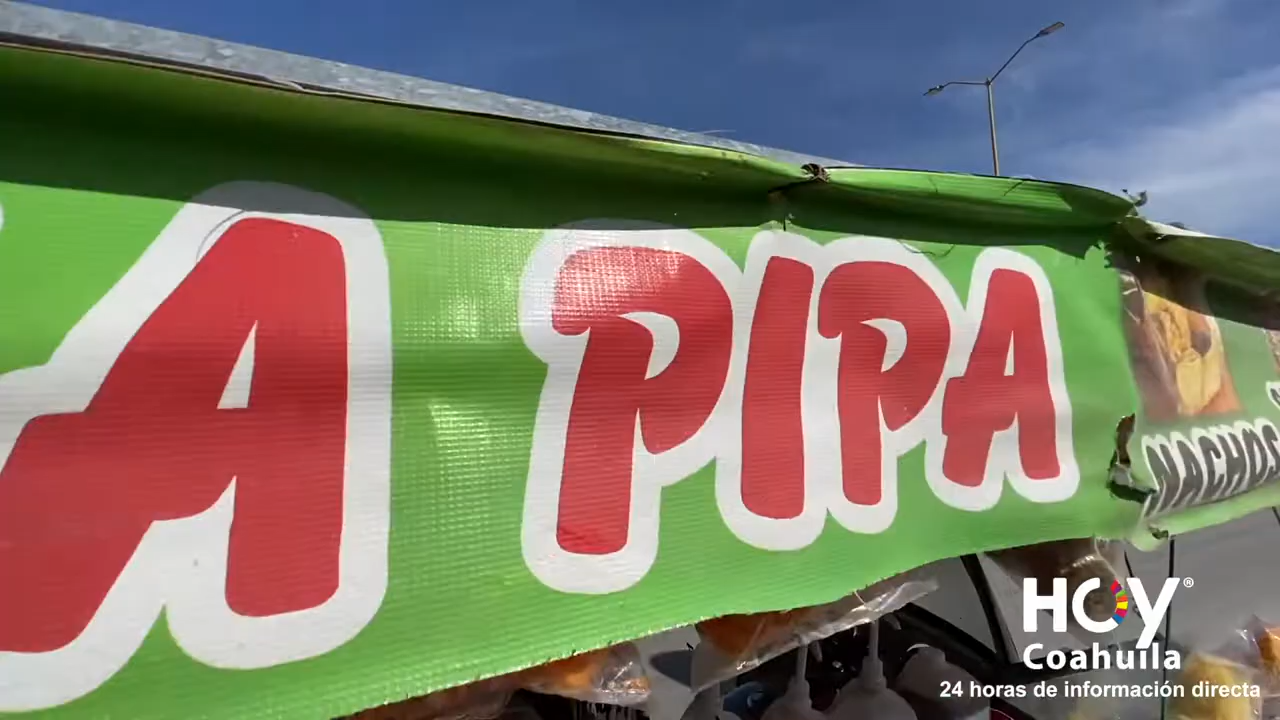 A PIPA
NACHOS
HOY®
Coahuila
24 horas de información directa